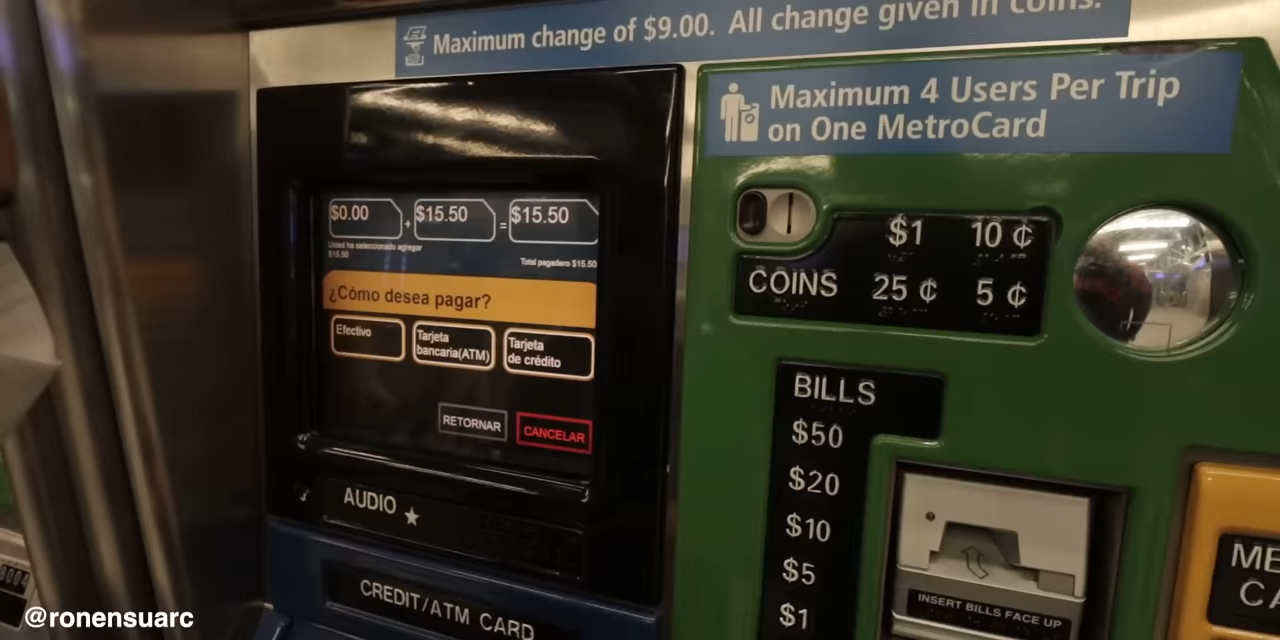 Maximum change of $9.00. All change given in coins.
Maximum 4 Users Per Trip
on One MetroCard
$0.00 + $15.50 = $15.50
Usted ha seleccionado agregar
$15.50
Total pagadero $15.50
¿Cómo desea pagar?
Efectivo
Tarjeta
bancaria(ATM)
Tarjeta
de crédito
RETORNAR
CANCELAR
AUDIO ★
CREDIT/ATM CARD
$1 10 ¢
COINS 25 ¢ 5 ¢
BILLS
$50
$20
$10
$5
$1
INSERT BILLS FACE UP
ME
CA
@ronensuarc